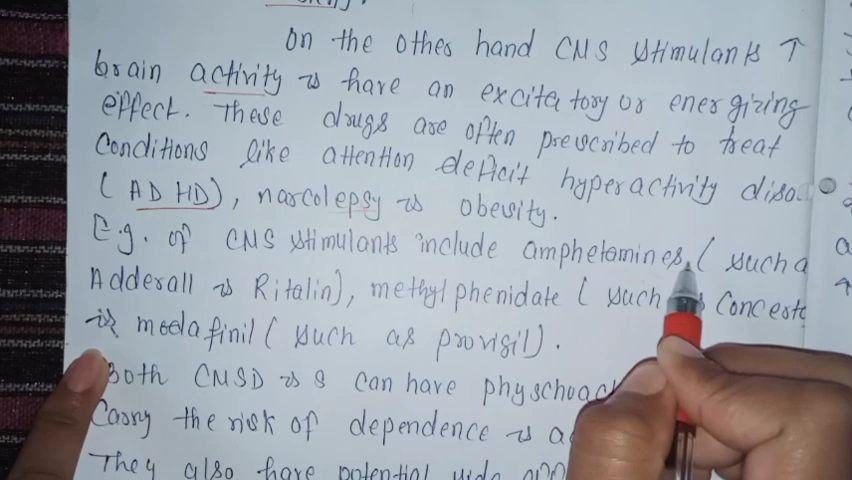 On the other hand CNS stimulants ↑
brain activity & have an excitatory or energizing
effect. These drugs are often prescribed to treat
Conditions like attention deficit hyperactivity diso
(ADHD), narcolepsy & obesity.
E.g. of CNS stimulants include amphetamines (such a
Adderall & Ritalin), methylphenidate (such Concerta
& modafinil (such as provigil).
Both CNSD & S can have physchoac
Carry the risk of dependence & a
They also have potential side